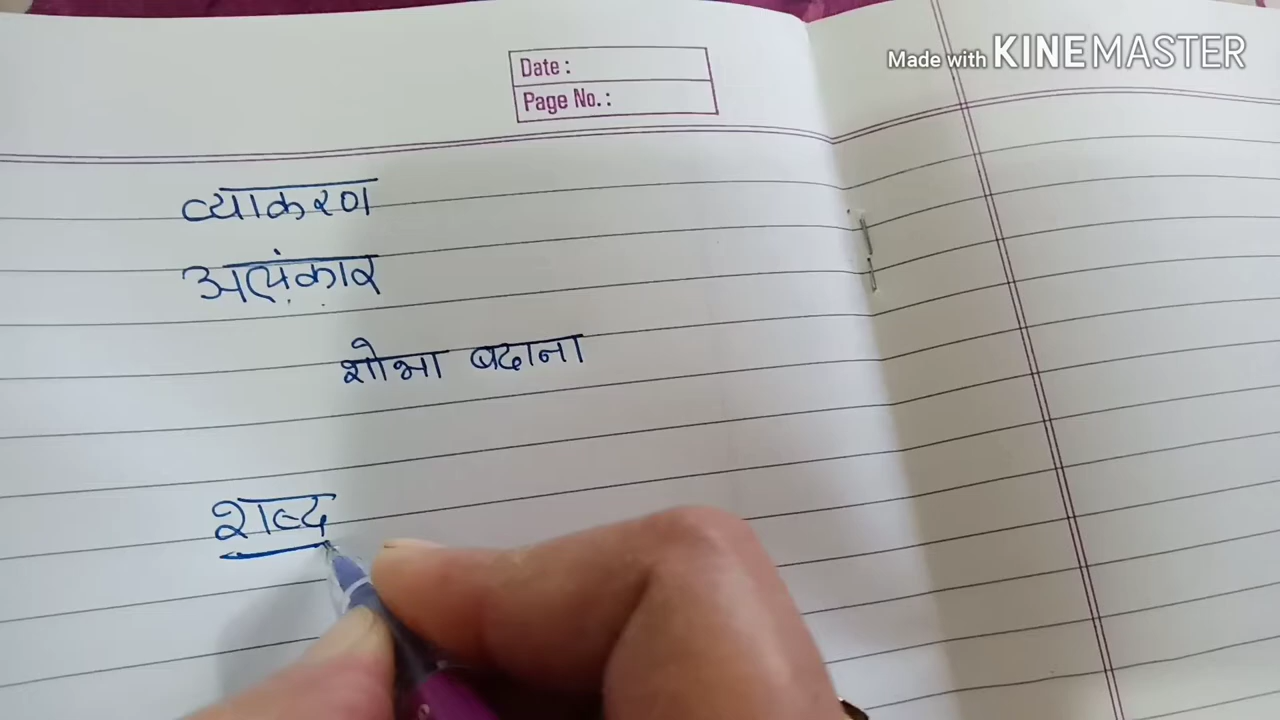 Made with KINEMASTER
Date :
Page No. :
व्याकरण
अलंकार
शोभा बढाना
शब्द